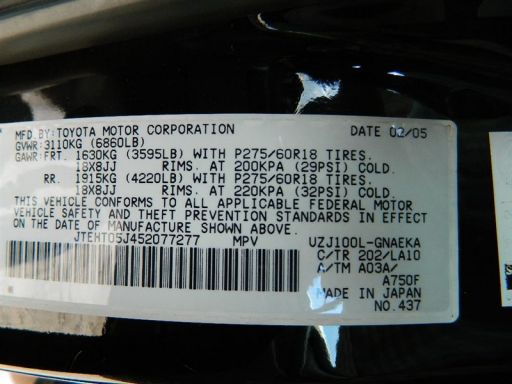 MFD. BY: TOYOTA MOTOR CORPORATION DATE 02/05
GVWR: 3110KG (6860LB)
GAWR: FRT. 1630KG (3595LB) WITH P275/60R18 TIRES.
18X8JJ RIMS. AT 200KPA (29PSI) COLD.
RR. 1915KG (4220LB) WITH P275/60R18 TIRES.
18X8JJ RIMS. AT 220KPA (32PSI) COLD.
THIS VEHICLE CONFORMS TO ALL APPLICABLE FEDERAL MOTOR
VEHICLE SAFETY AND THEFT PREVENTION STANDARDS IN EFFECT
ON THE DATE OF MANUFACTURE SHOWN ABOVE.
JTEHT05J452077277 MPV UZJ100L-GNAEKA
C/TR 202/LA10
A/TM A03A/
A750F
MADE IN JAPAN
NO. 437